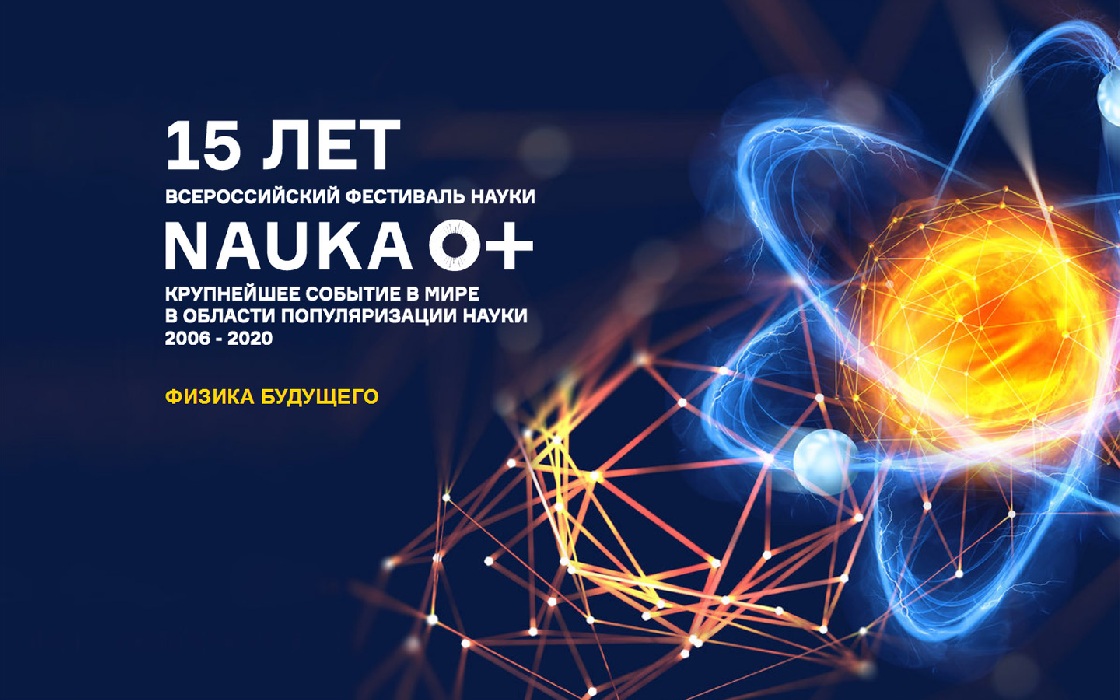 15 ЛЕТ
ВСЕРОССИЙСКИЙ ФЕСТИВАЛЬ НАУКИ
NAUKA 0+
КРУПНЕЙШЕЕ СОБЫТИЕ В МИРЕ
В ОБЛАСТИ ПОПУЛЯРИЗАЦИИ НАУКИ
2006 - 2020
ФИЗИКА БУДУЩЕГО